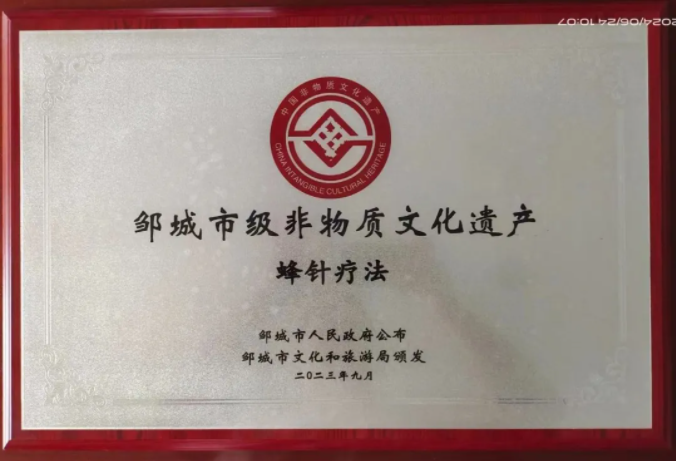 2024/06/24 10:07
中国非物质文化遗产
CHINA INTANGIBLE CULTURAL HERITAGE
邹城市级非物质文化遗产
蜂针疗法
邹城市人民政府公布
邹城市文化和旅游局颁发
二〇二三年九月